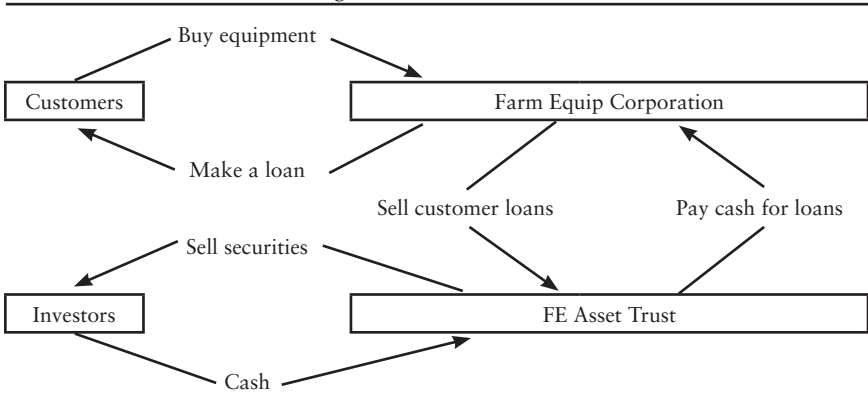 Buy equipment
Customers
Farm Equip Corporation
Make a loan
Sell customer loans
Pay cash for loans
Sell securities
Investors
FE Asset Trust
Cash